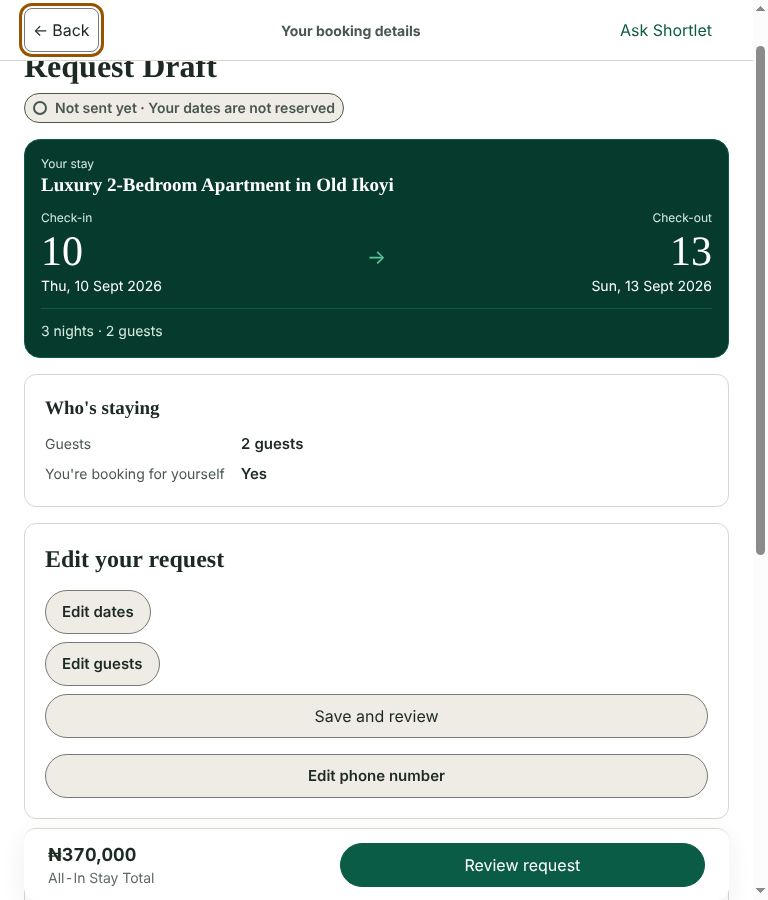 ← Back
Your booking details
Ask Shortlet
Request Draft
Not sent yet · Your dates are not reserved
Your stay
Luxury 2-Bedroom Apartment in Old Ikoyi
Check-in
Check-out
10
→
13
Thu, 10 Sept 2026
Sun, 13 Sept 2026
3 nights · 2 guests
Who's staying
Guests 2 guests
You're booking for yourself Yes
Edit your request
Edit dates
Edit guests
Save and review
Edit phone number
₦370,000
All-In Stay Total
Review request